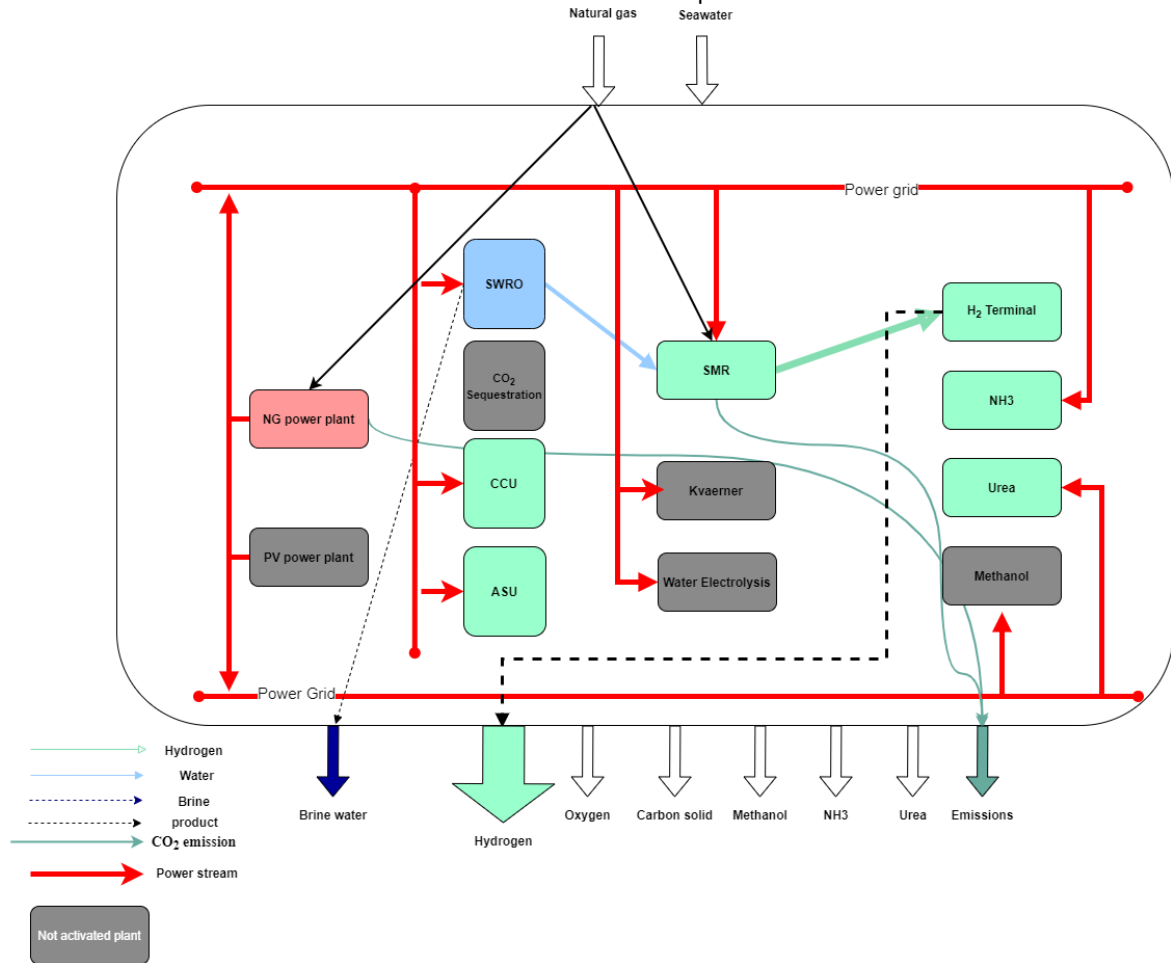 Natural gas
Seawater
Power grid
SWRO
H₂ Terminal
CO₂
Sequestration
SMR
NG power plant
NH3
CCU
Kvaerner
Urea
PV power plant
ASU
Water Electrolysis
Methanol
Power Grid
Hydrogen
Water
Brine
product
CO₂ emission
Power stream
Not activated plant
Brine water
Hydrogen
Oxygen
Carbon solid
Methanol
NH3
Urea
Emissions